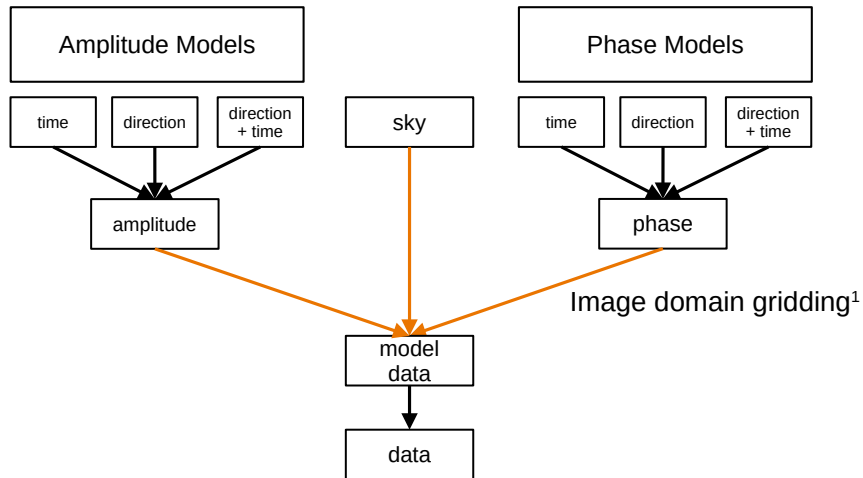 Amplitude Models
Phase Models
time
direction
direction
+ time
sky
time
direction
direction
+ time
amplitude
phase
Image domain gridding¹
model
data
data